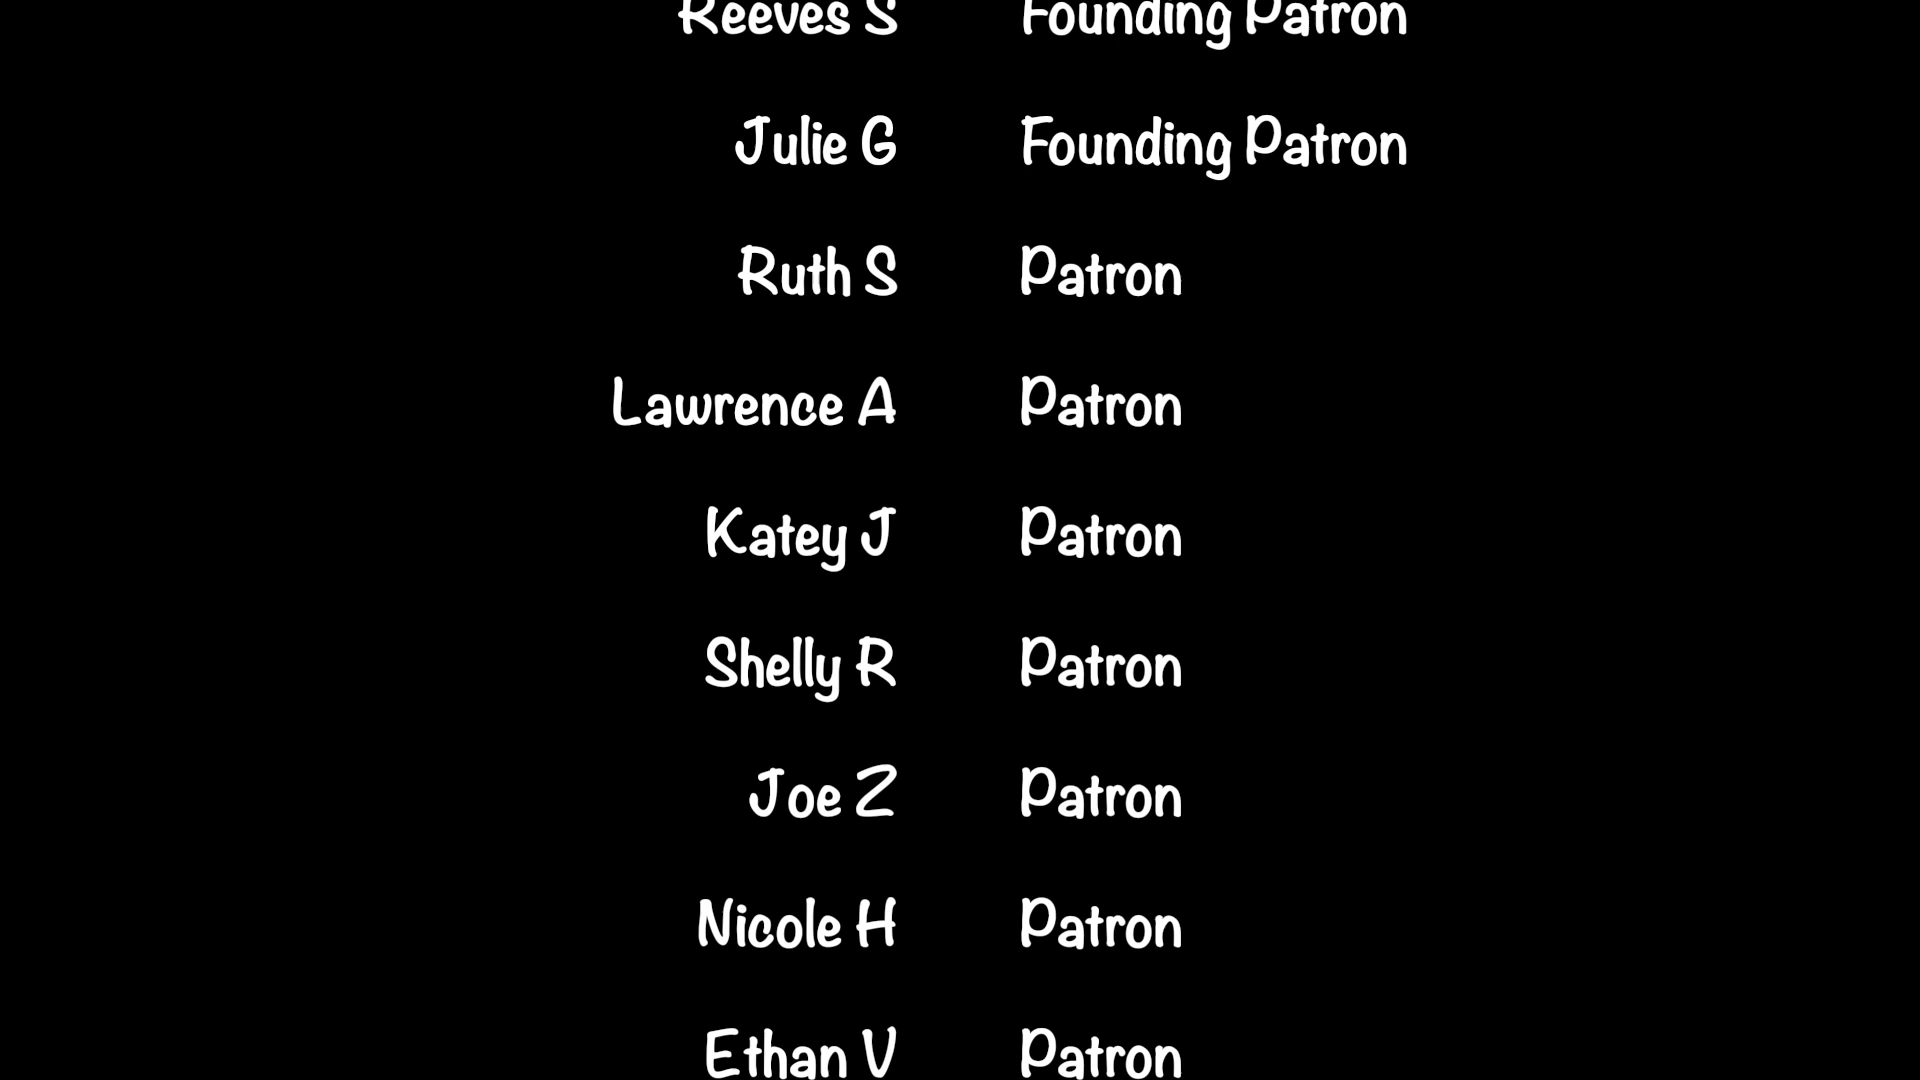 Reeves S Founding Patron
Julie G Founding Patron
Ruth S Patron
Lawrence A Patron
Katey J Patron
Shelly R Patron
Joe Z Patron
Nicole H Patron
Ethan V Patron